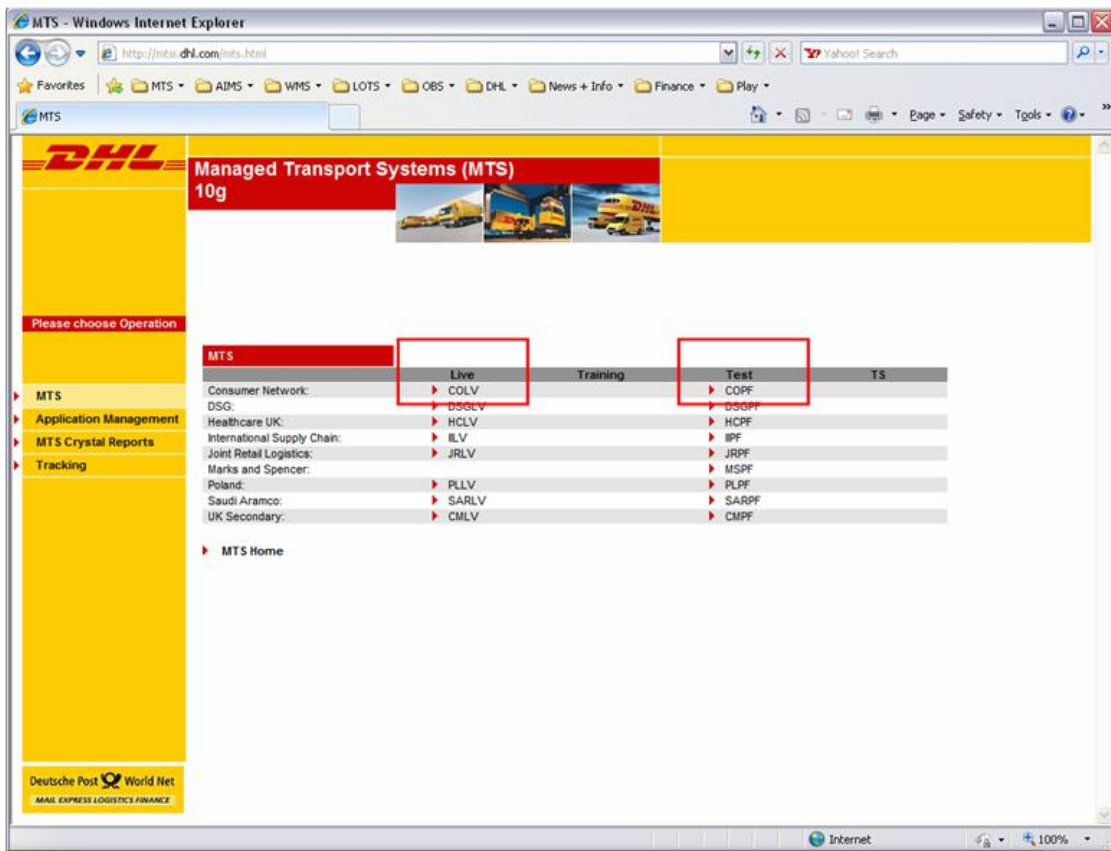 MTS - Windows Internet Explorer
http://mtsi.dhl.com/mts.html Yahoo! Search
Favorites MTS AIMS WMS LOTS OBS DHL News + Info Finance Play
MTS Page Safety Tools
DHL
Managed Transport Systems (MTS)
10g
DHL
Please choose Operation
MTS
Application Management
MTS Crystal Reports
Tracking
MTS
Live Training Test TS
Consumer Network: COLV COPF
DSG: DSGLV DSGPF
Healthcare UK: HCLV HCPF
International Supply Chain: IILV IIPF
Joint Retail Logistics: JRLV JRPF
Marks and Spencer: MSPF
Poland: PLLV PLPF
Saudi Aramco: SARLV SARPF
UK Secondary: CMLV CMPF
MTS Home
Deutsche Post World Net
MAIL EXPRESS LOGISTICS FINANCE
Internet 100%